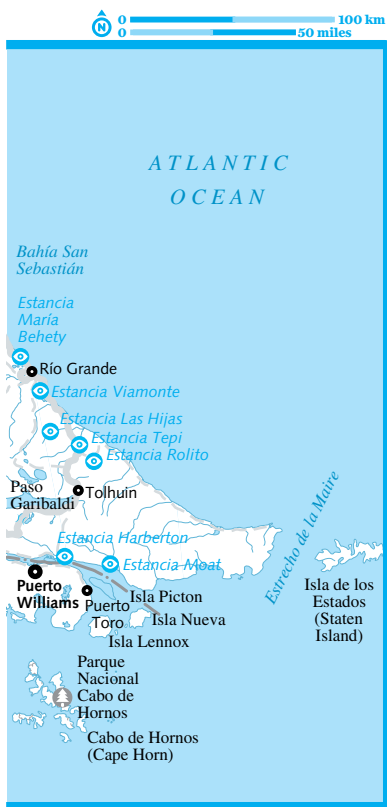 0 100 km
N
0 50 miles
ATLANTIC
OCEAN
Bahía San
Sebastián
Estancia
María
Behety
Río Grande
Estancia Viamonte
Estancia Las Hijas
Estancia Tepi
Estancia Rolito
Paso
Garibaldi
Tolhuin
Estrecho de la Maire
Estancia Harberton
Estancia Moat
Isla de los
Estados
(Staten
Island)
Puerto
Williams
Puerto
Toro
Isla Picton
Isla Nueva
Isla Lennox
Parque
Nacional
Cabo de
Hornos
Cabo de Hornos
(Cape Horn)